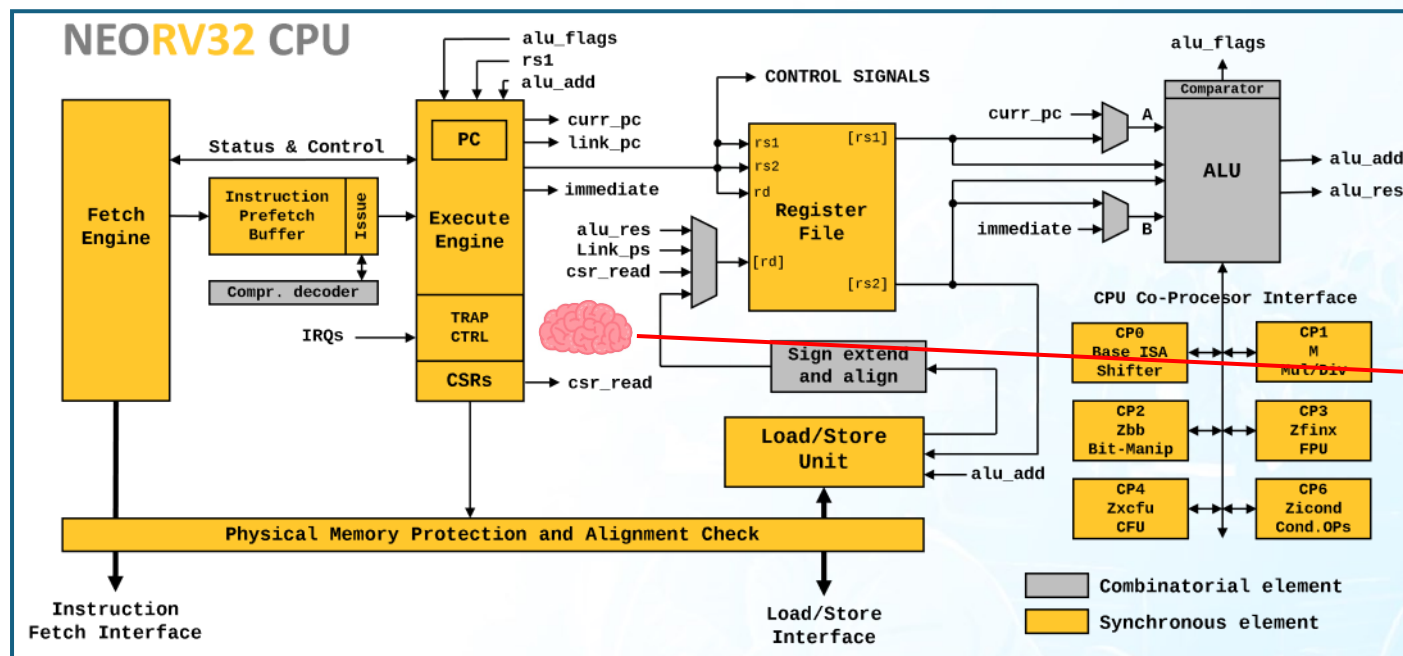 NEORV32 CPU
alu_flags
rs1
alu_add
curr_pc
link_pc
immediate
Status & Control
Fetch
Engine
Instruction
Prefetch
Buffer
Issue
Compr. decoder
PC
Execute
Engine
IRQs
TRAP
CTRL
CSRs
csr_read
CONTROL SIGNALS
rs1
rs2
rd
[rs1]
Register
File
[rd]
[rs2]
alu_res
Link_ps
csr_read
Sign extend
and align
Load/Store
Unit
alu_add
Physical Memory Protection and Alignment Check
Instruction
Fetch Interface
Load/Store
Interface
alu_flags
Comparator
curr_pc
A
ALU
alu_add
alu_res
immediate
B
CPU Co-Procesor Interface
CP0
Base ISA
Shifter
CP1
M
Mul/Div
CP2
Zbb
Bit-Manip
CP3
Zfinx
FPU
CP4
Zxcfu
CFU
CP6
Zicond
Cond.OPs
Combinatorial element
Synchronous element